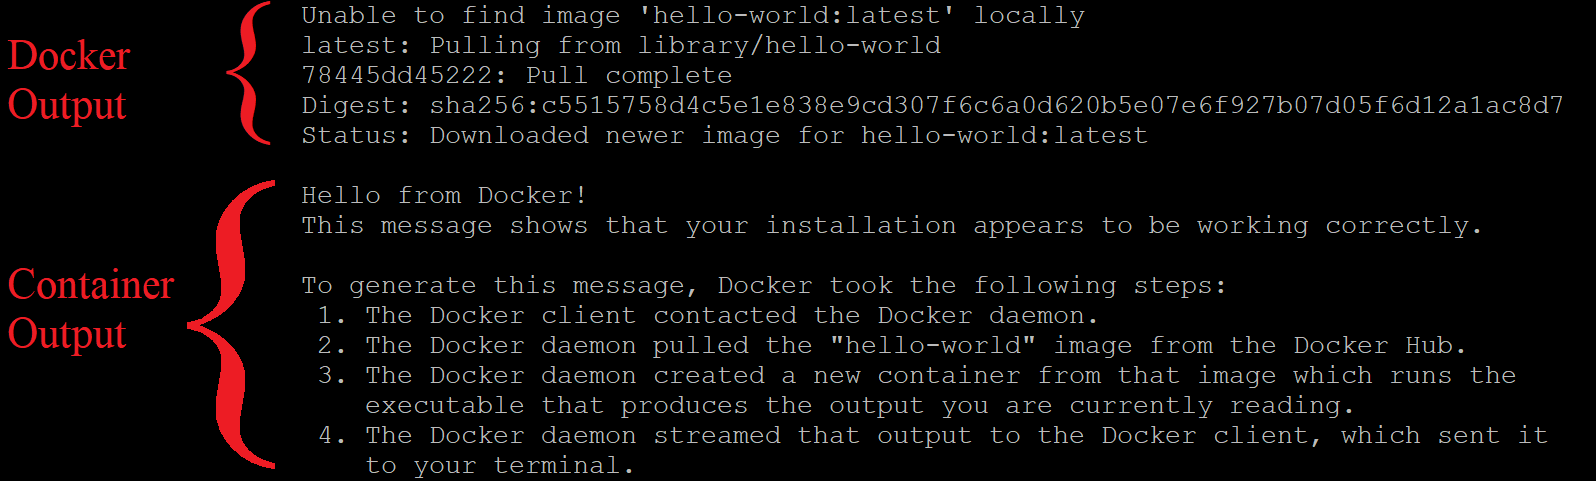 Docker
Output
Unable to find image 'hello-world:latest' locally
latest: Pulling from library/hello-world
78445dd45222: Pull complete
Digest: sha256:c5515758d4c5e1e838e9cd307f6c6a0d620b5e07e6f927b07d05f6d12a1ac8d7
Status: Downloaded newer image for hello-world:latest
Container
Output
Hello from Docker!
This message shows that your installation appears to be working correctly.
To generate this message, Docker took the following steps:
1. The Docker client contacted the Docker daemon.
2. The Docker daemon pulled the "hello-world" image from the Docker Hub.
3. The Docker daemon created a new container from that image which runs the
executable that produces the output you are currently reading.
4. The Docker daemon streamed that output to the Docker client, which sent it
to your terminal.